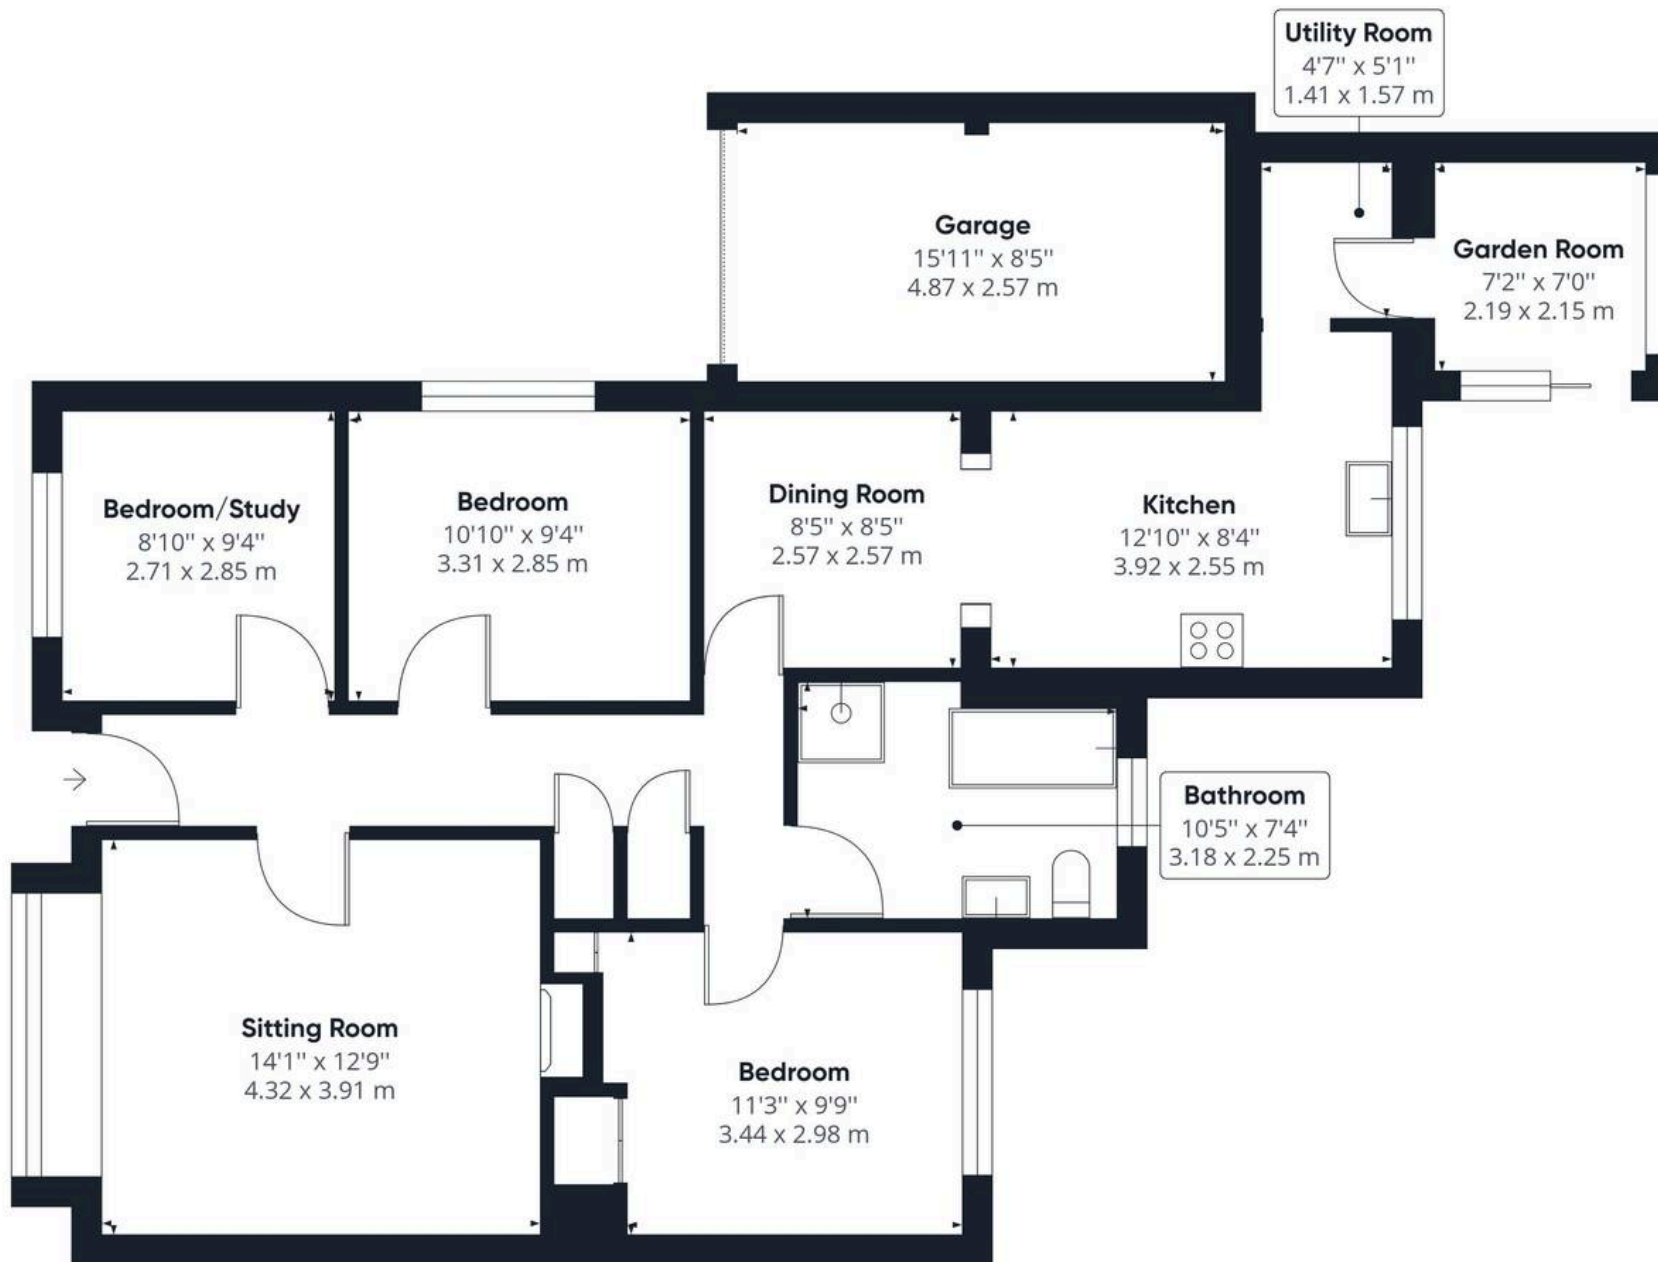 Utility Room
4'7" x 5'1"
1.41 x 1.57 m
Garage
15'11" x 8'5"
4.87 x 2.57 m
Garden Room
7'2" x 7'0"
2.19 x 2.15 m
Bedroom/Study
8'10" x 9'4"
2.71 x 2.85 m
Bedroom
10'10" x 9'4"
3.31 x 2.85 m
Dining Room
8'5" x 8'5"
2.57 x 2.57 m
Kitchen
12'10" x 8'4"
3.92 x 2.55 m
Bathroom
10'5" x 7'4"
3.18 x 2.25 m
Sitting Room
14'1" x 12'9"
4.32 x 3.91 m
Bedroom
11'3" x 9'9"
3.44 x 2.98 m